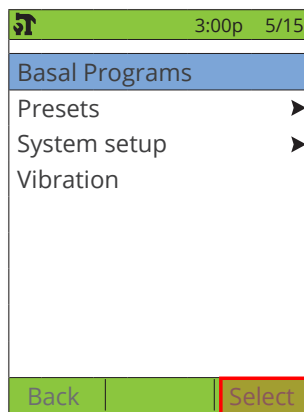 3:00p 5/15
Basal Programs
Presets
System setup
Vibration
Back Select